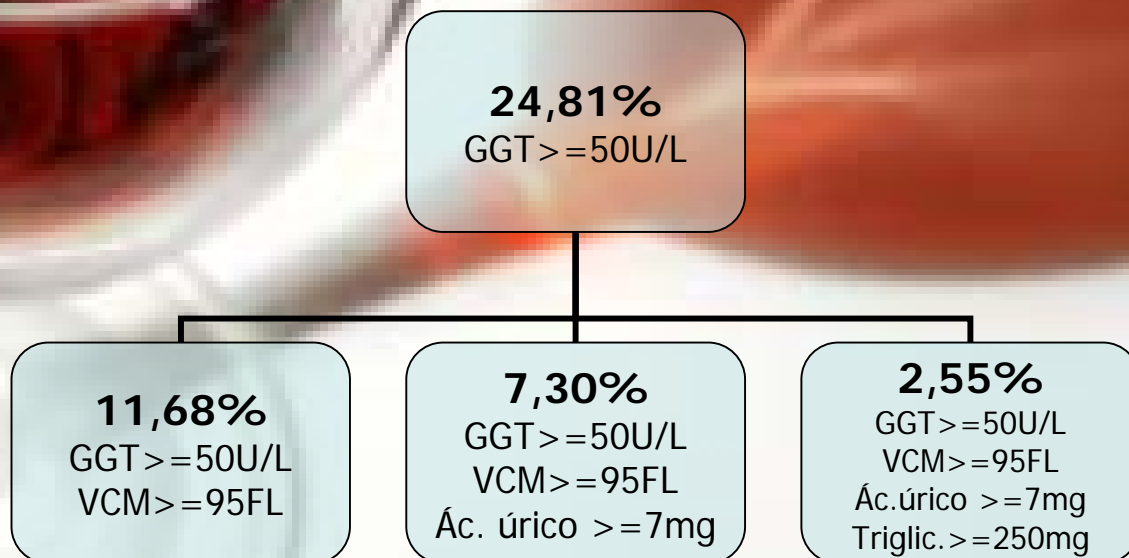 24,81%
GGT>=50U/L
11,68%
GGT>=50U/L
VCM>=95FL
7,30%
GGT>=50U/L
VCM>=95FL
Ác. úrico >=7mg
2,55%
GGT>=50U/L
VCM>=95FL
Ác.úrico >=7mg
Triglic.>=250mg